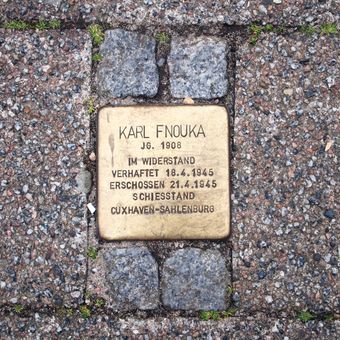 KARL FNOUKA
JG. 1908
IM WIDERSTAND
VERHAFTET 18.4.1945
ERSCHOSSEN 21.4.1945
SCHIESSTAND
CUXHAVEN-SAHLENBURG